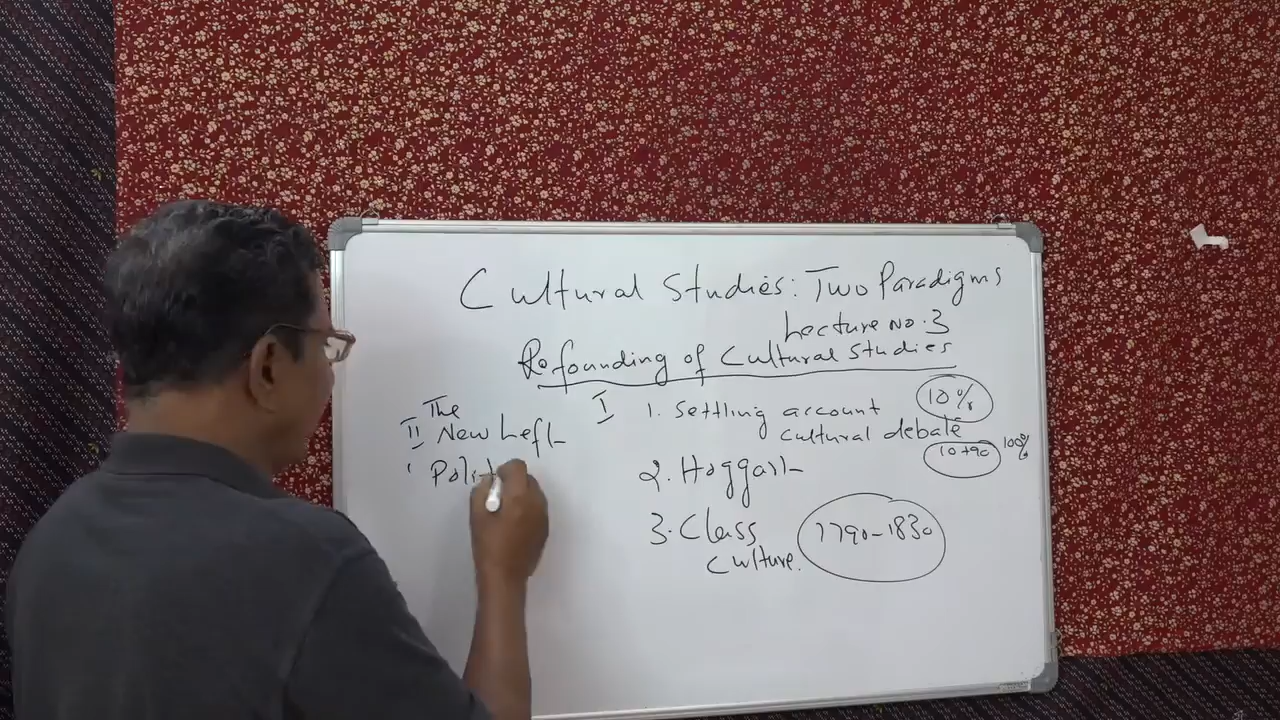 Cultural Studies: Two Paradigms
Lecture No. 3
Refounding of Cultural Studies
I 1. Settling account 10%
cultural debate
10+90 100%
2. Hoggart
3. Class 1790-1830
culture.
The
II New Left
' Polit